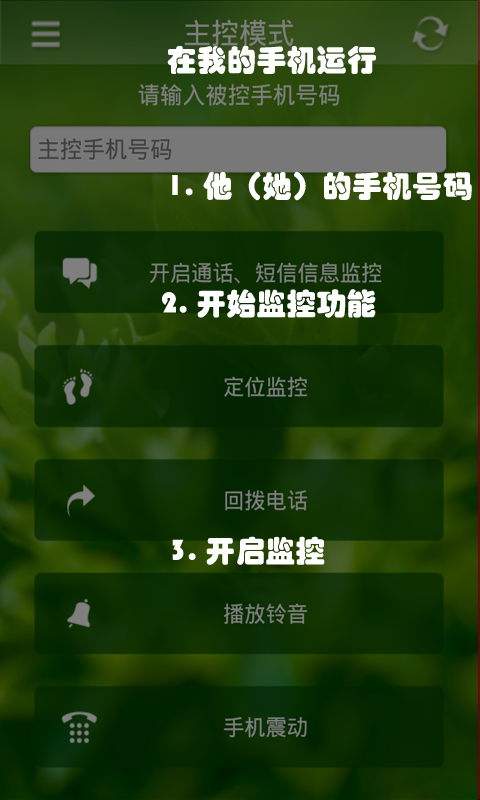 主控模式
在我的手机运行
请输入被控手机号码
主控手机号码
1. 他（她）的手机号码
开启通话、短信信息监控
2. 开始监控功能
定位监控
回拨电话
3. 开启监控
播放铃音
手机震动